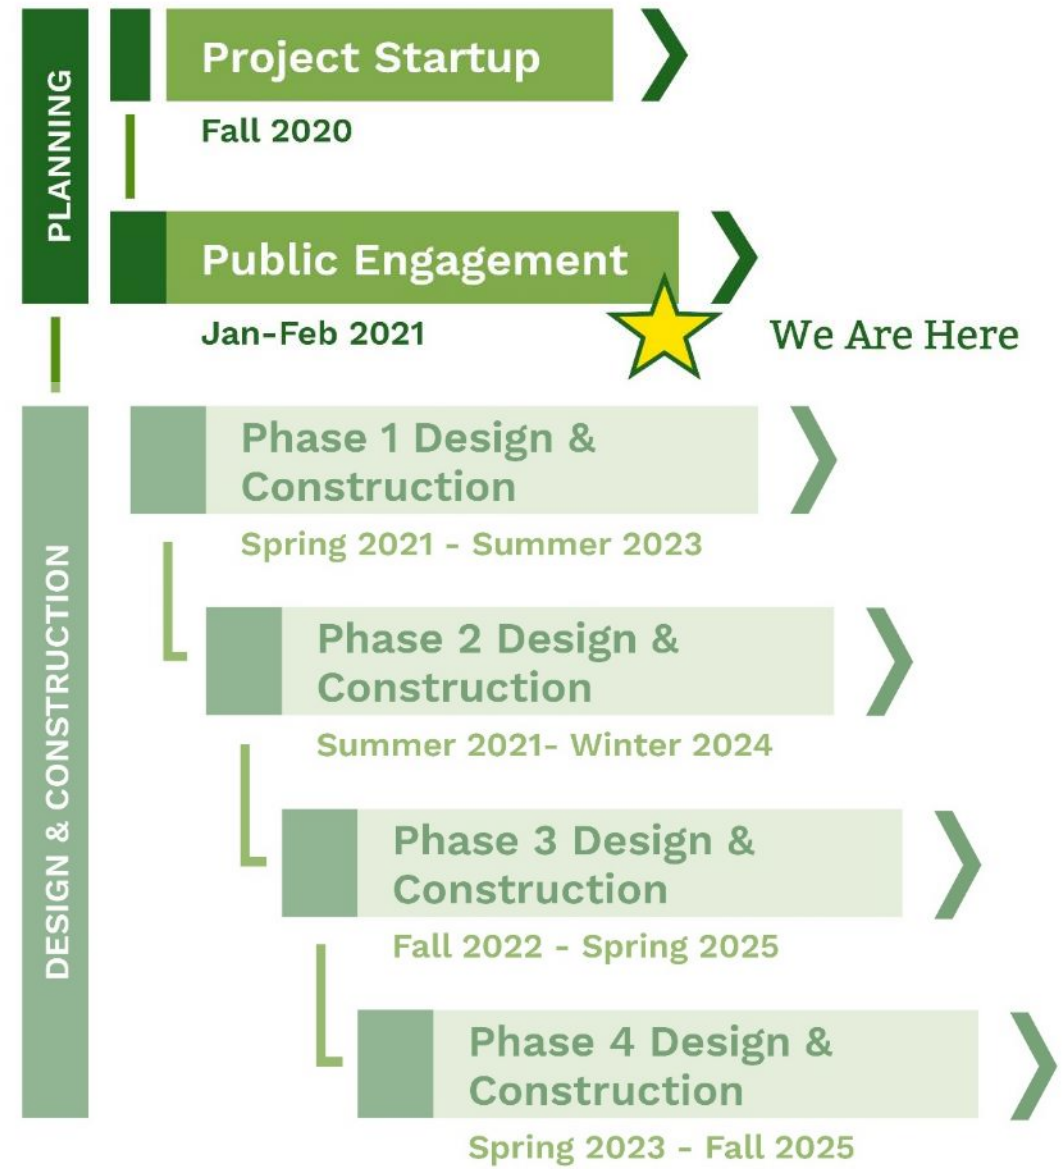 PLANNING
Project Startup
Fall 2020
Public Engagement
Jan-Feb 2021
We Are Here
DESIGN & CONSTRUCTION
Phase 1 Design &
Construction
Spring 2021 - Summer 2023
Phase 2 Design &
Construction
Summer 2021- Winter 2024
Phase 3 Design &
Construction
Fall 2022 - Spring 2025
Phase 4 Design &
Construction
Spring 2023 - Fall 2025